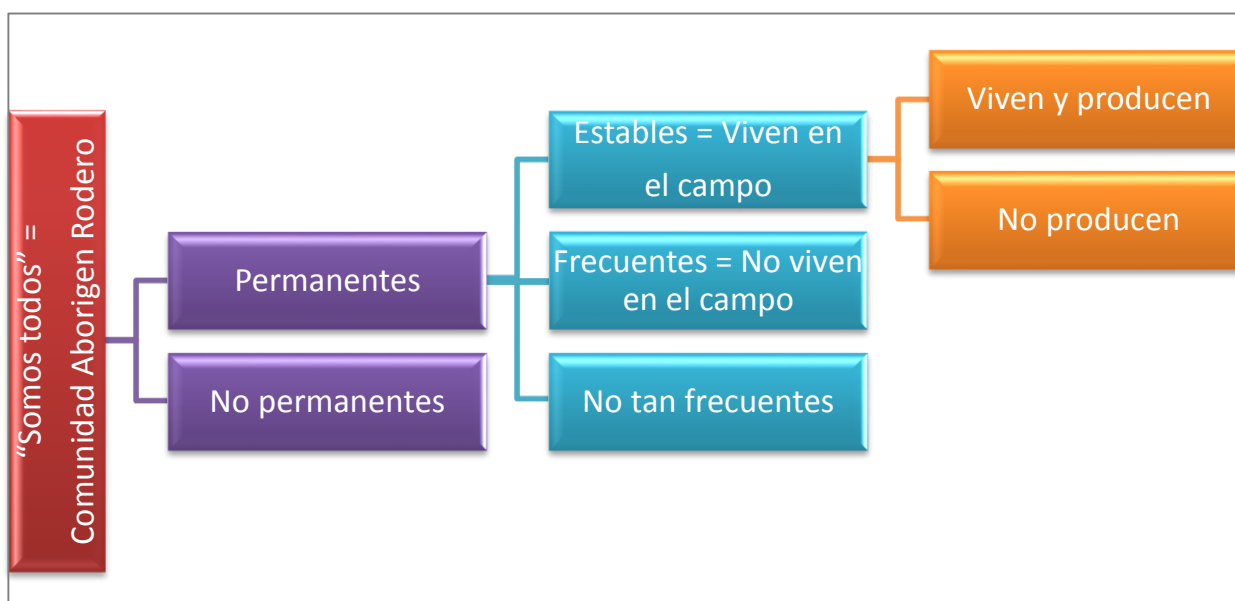 “Somos todos” =
Comunidad Aborigen Rodero
Permanentes
No permanentes
Estables = Viven en
el campo
Frecuentes = No viven
en el campo
No tan frecuentes
Viven y producen
No producen